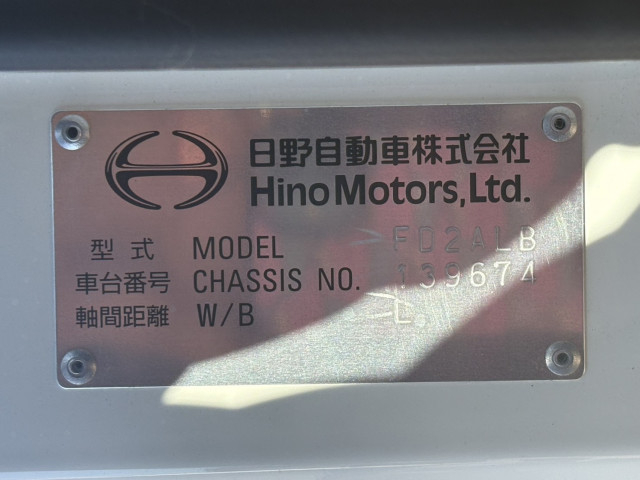 日野自動車株式会社
Hino Motors, Ltd.
型式 MODEL FD2ALB
車台番号 CHASSIS NO. 139674
軸間距離 W/B L